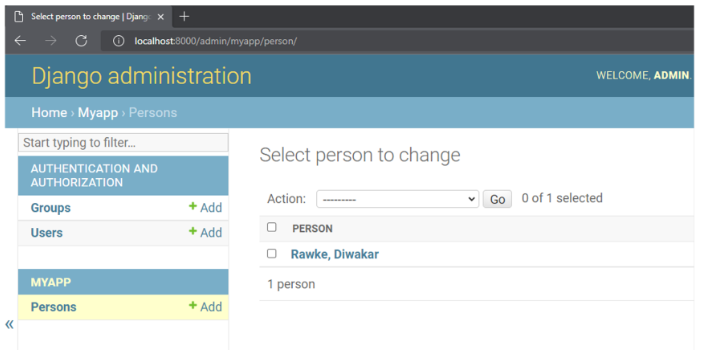 Select person to change | Djang
localhost:8000/admin/myapp/person/
Django administration
WELCOME, ADMIN.
Home › Myapp › Persons
Start typing to filter...
AUTHENTICATION AND
AUTHORIZATION
Groups + Add
Users + Add
MYAPP
Persons + Add
«
Select person to change
Action: --------- Go 0 of 1 selected
PERSON
Rawke, Diwakar
1 person